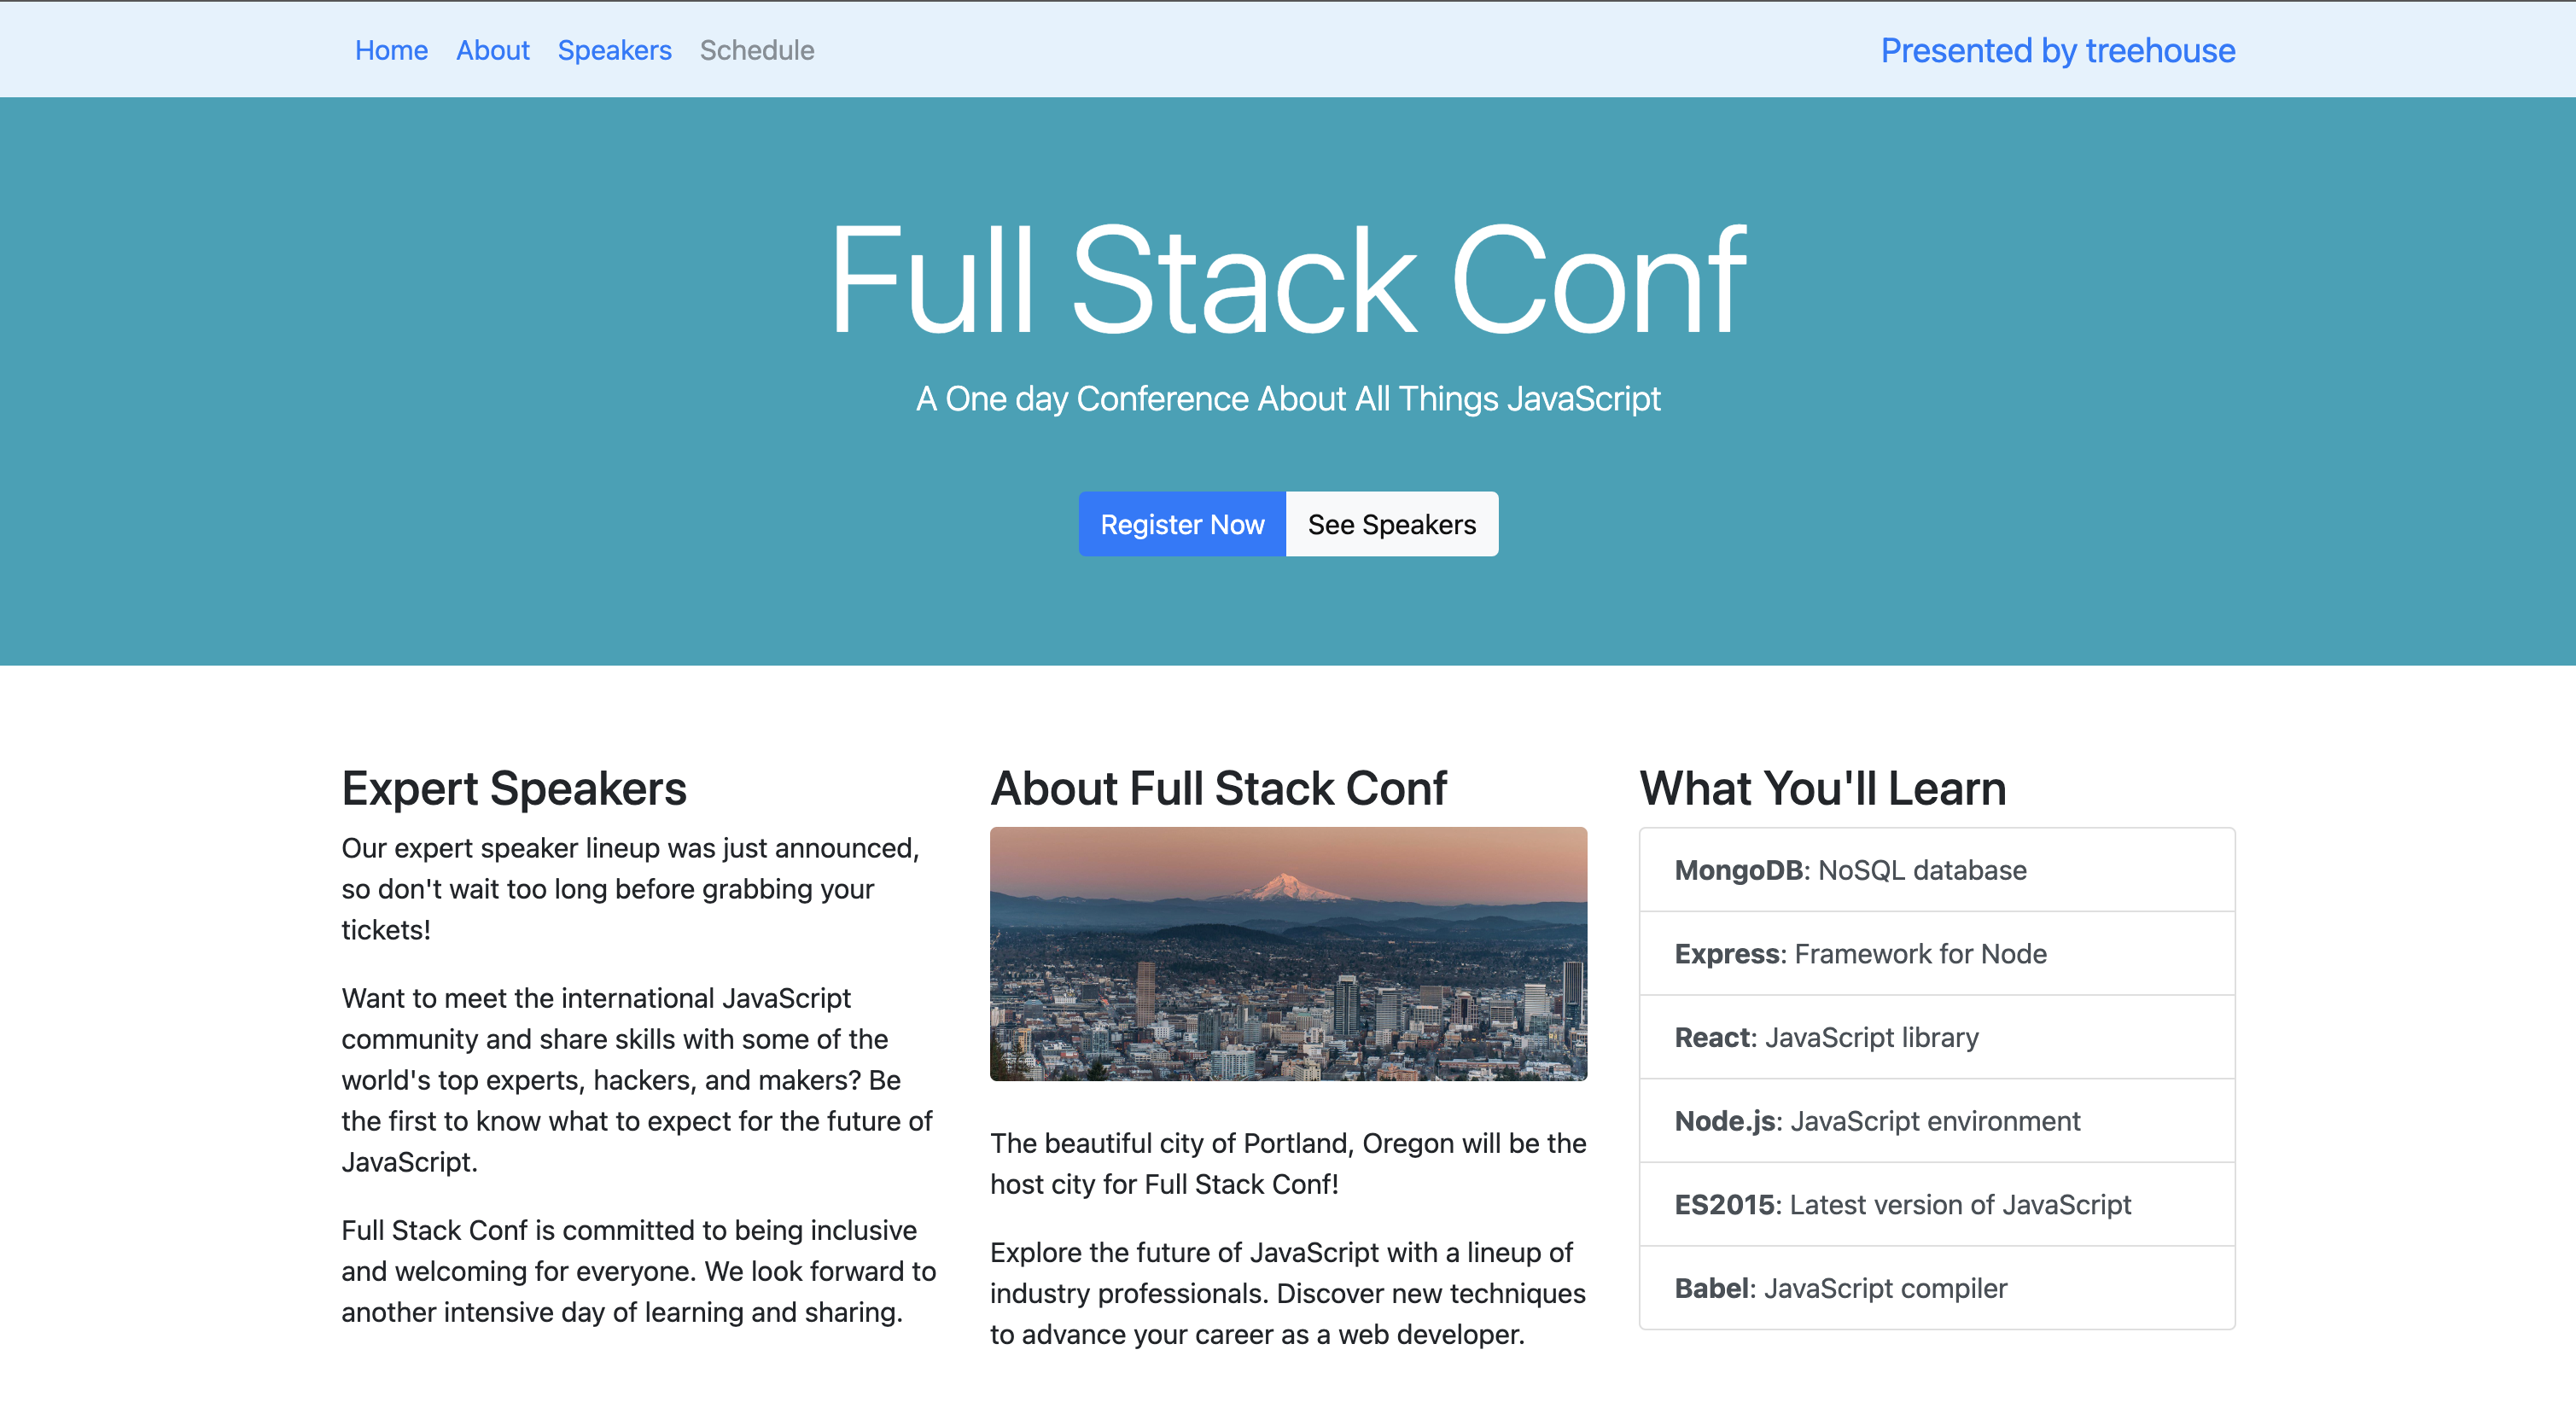 Home About Speakers Schedule
Presented by treehouse
Full Stack Conf
A One day Conference About All Things JavaScript
Register Now
See Speakers
Expert Speakers
Our expert speaker lineup was just announced,
so don't wait too long before grabbing your
tickets!
Want to meet the international JavaScript
community and share skills with some of the
world's top experts, hackers, and makers? Be
the first to know what to expect for the future of
JavaScript.
Full Stack Conf is committed to being inclusive
and welcoming for everyone. We look forward to
another intensive day of learning and sharing.
About Full Stack Conf
The beautiful city of Portland, Oregon will be the
host city for Full Stack Conf!
Explore the future of JavaScript with a lineup of
industry professionals. Discover new techniques
to advance your career as a web developer.
What You'll Learn
MongoDB: NoSQL database
Express: Framework for Node
React: JavaScript library
Node.js: JavaScript environment
ES2015: Latest version of JavaScript
Babel: JavaScript compiler